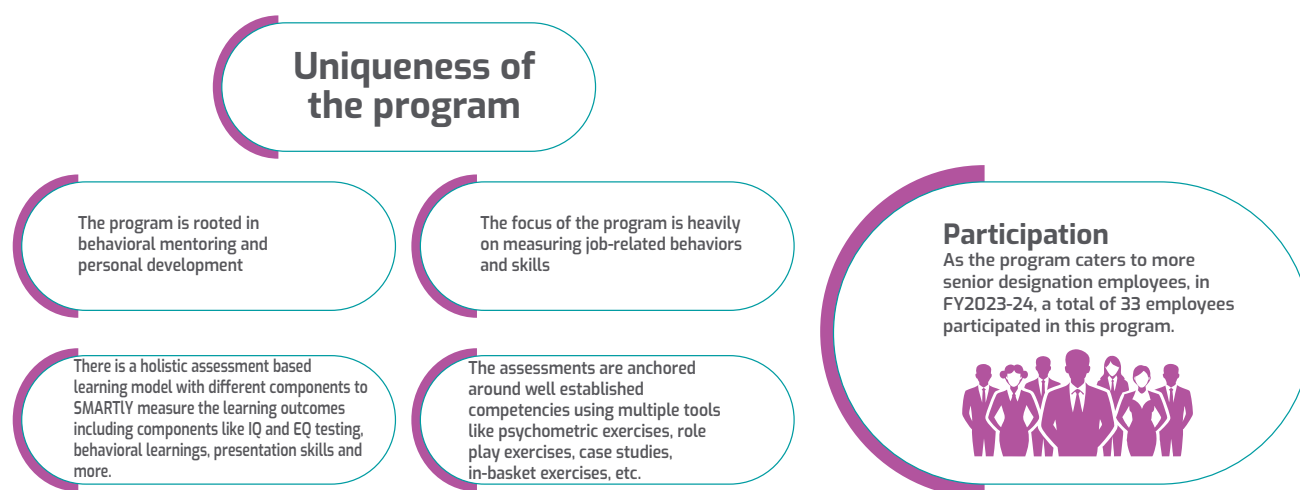 Uniqueness of
the program
The program is rooted in
behavioral mentoring and
personal development
The focus of the program is heavily
on measuring job-related behaviors
and skills
There is a holistic assessment based
learning model with different components to
SMARTlY measure the learning outcomes
including components like IQ and EQ testing,
behavioral learnings, presentation skills and
more.
The assessments are anchored
around well established
competencies using multiple tools
like psychometric exercises, role
play exercises, case studies,
in-basket exercises, etc.
Participation
As the program caters to more
senior designation employees, in
FY2023-24, a total of 33 employees
participated in this program.